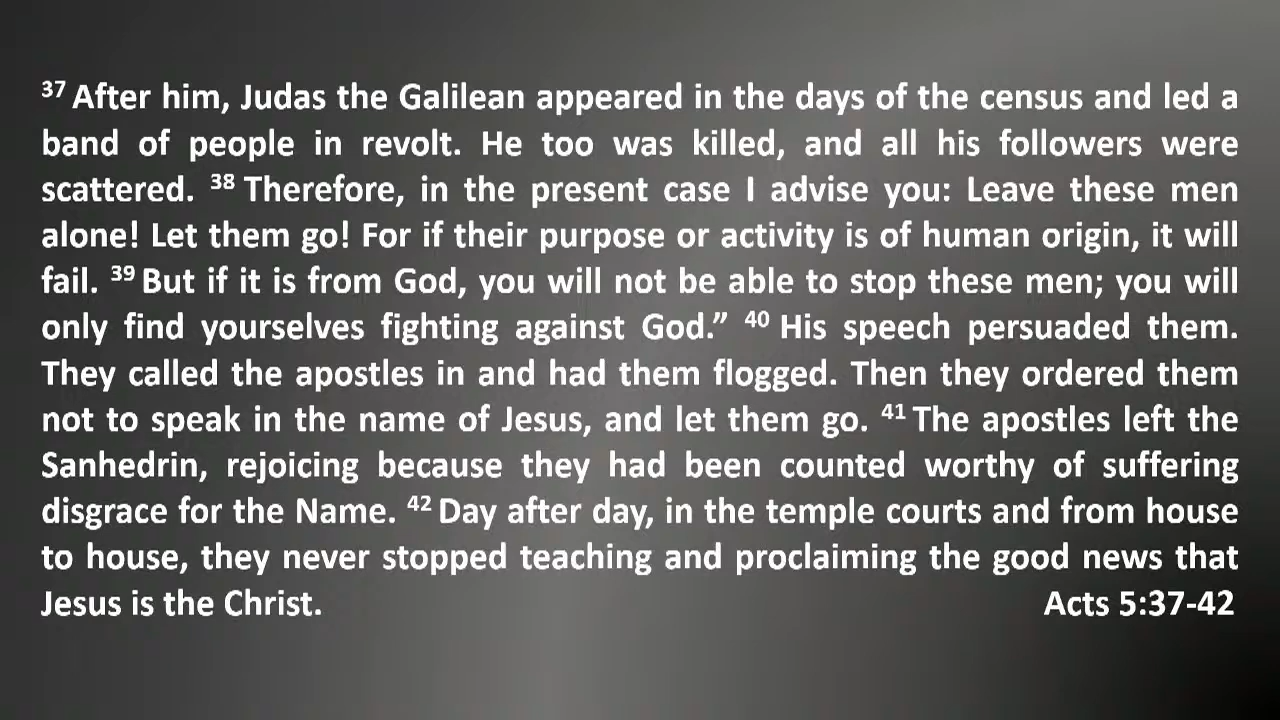 ³⁷ After him, Judas the Galilean appeared in the days of the census and led a
band of people in revolt. He too was killed, and all his followers were
scattered. ³⁸ Therefore, in the present case I advise you: Leave these men
alone! Let them go! For if their purpose or activity is of human origin, it will
fail. ³⁹ But if it is from God, you will not be able to stop these men; you will
only find yourselves fighting against God.” ⁴⁰ His speech persuaded them.
They called the apostles in and had them flogged. Then they ordered them
not to speak in the name of Jesus, and let them go. ⁴¹ The apostles left the
Sanhedrin, rejoicing because they had been counted worthy of suffering
disgrace for the Name. ⁴² Day after day, in the temple courts and from house
to house, they never stopped teaching and proclaiming the good news that
Jesus is the Christ. Acts 5:37-42